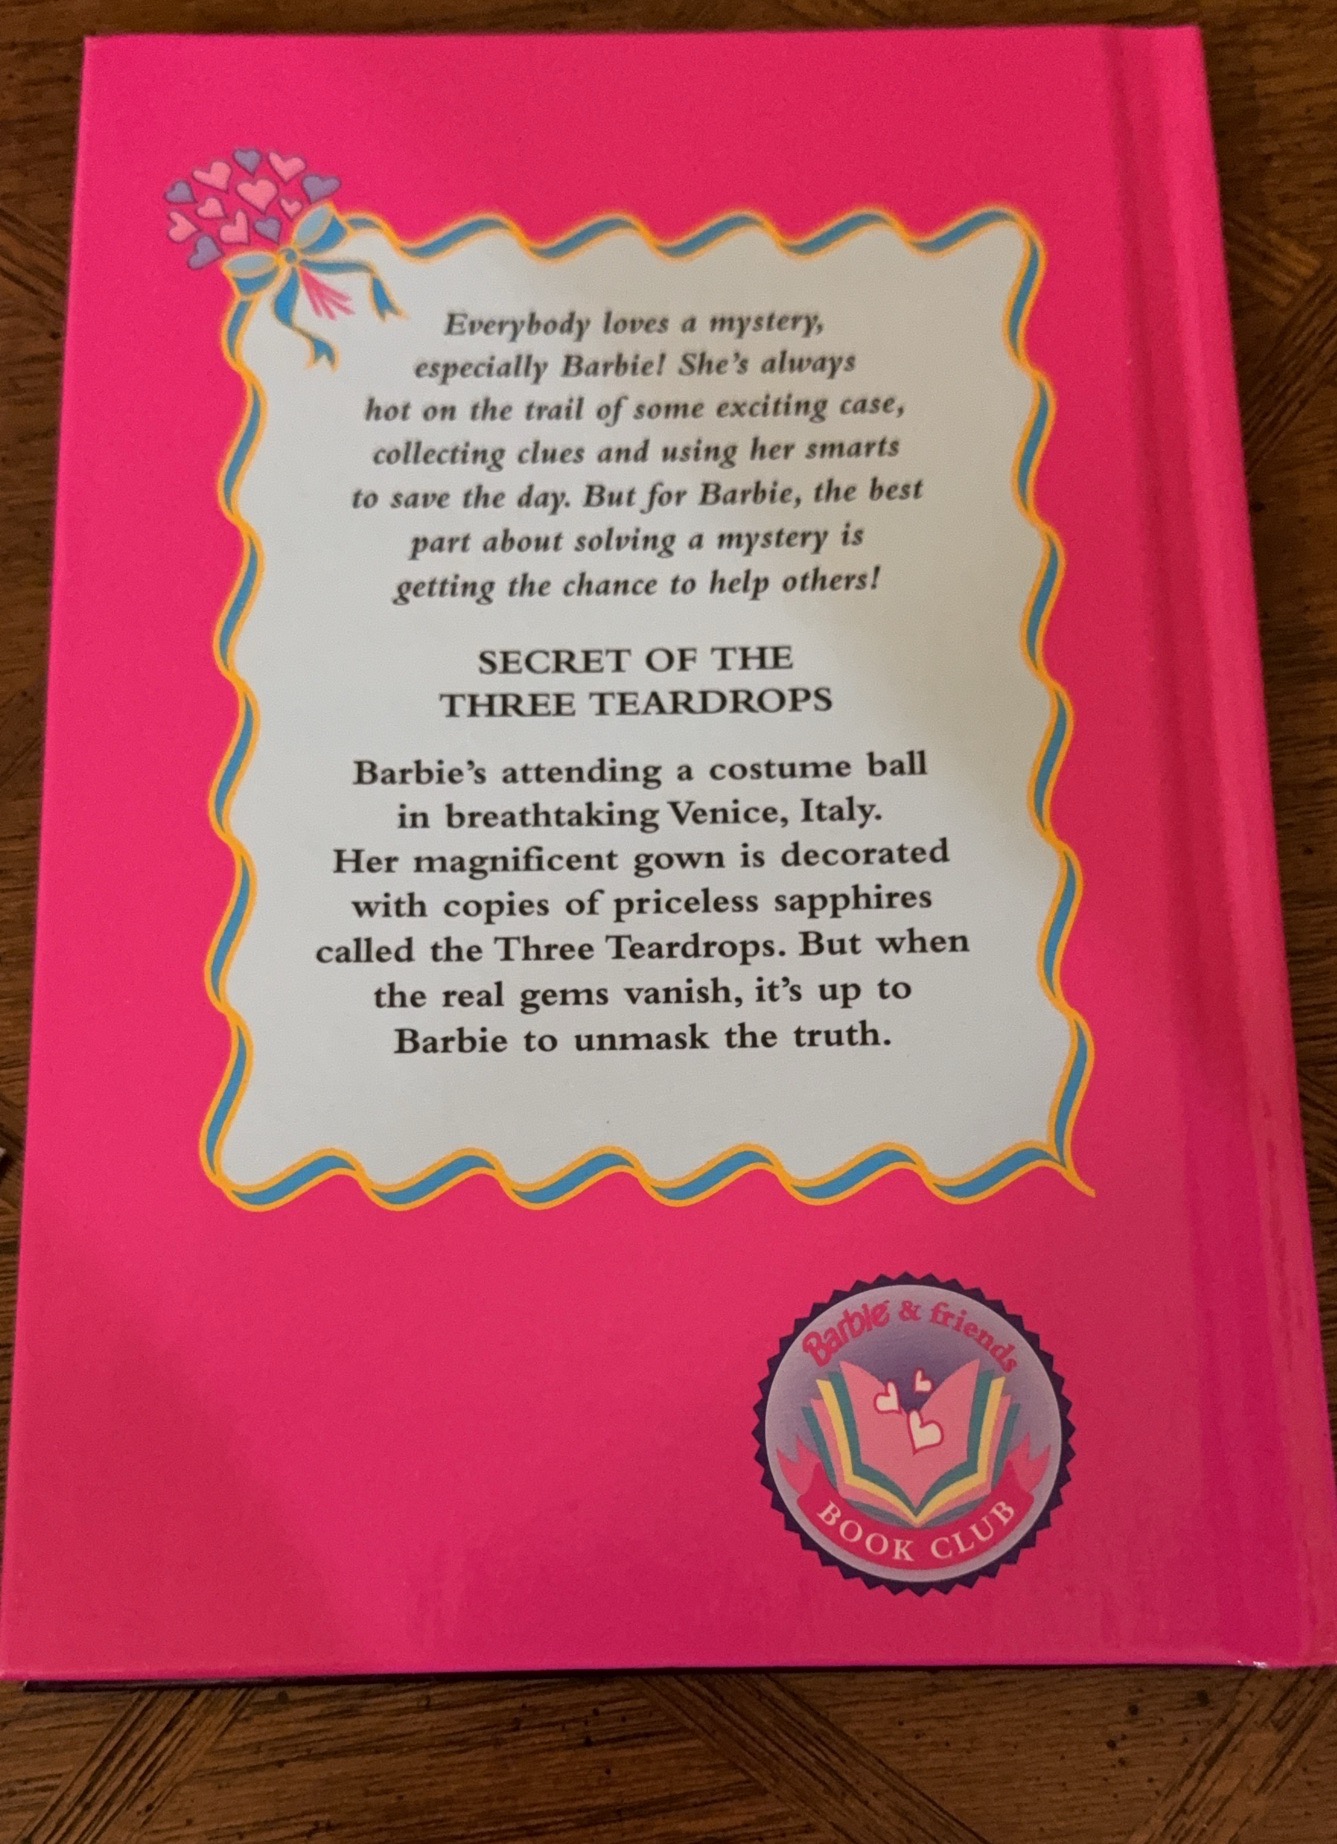 Everybody loves a mystery,
especially Barbie! She's always
hot on the trail of some exciting case,
collecting clues and using her smarts
to save the day. But for Barbie, the best
part about solving a mystery is
getting the chance to help others!
SECRET OF THE
THREE TEARDROPS
Barbie's attending a costume ball
in breathtaking Venice, Italy.
Her magnificent gown is decorated
with copies of priceless sapphires
called the Three Teardrops. But when
the real gems vanish, it's up to
Barbie to unmask the truth.
Barbie & friends
BOOK CLUB